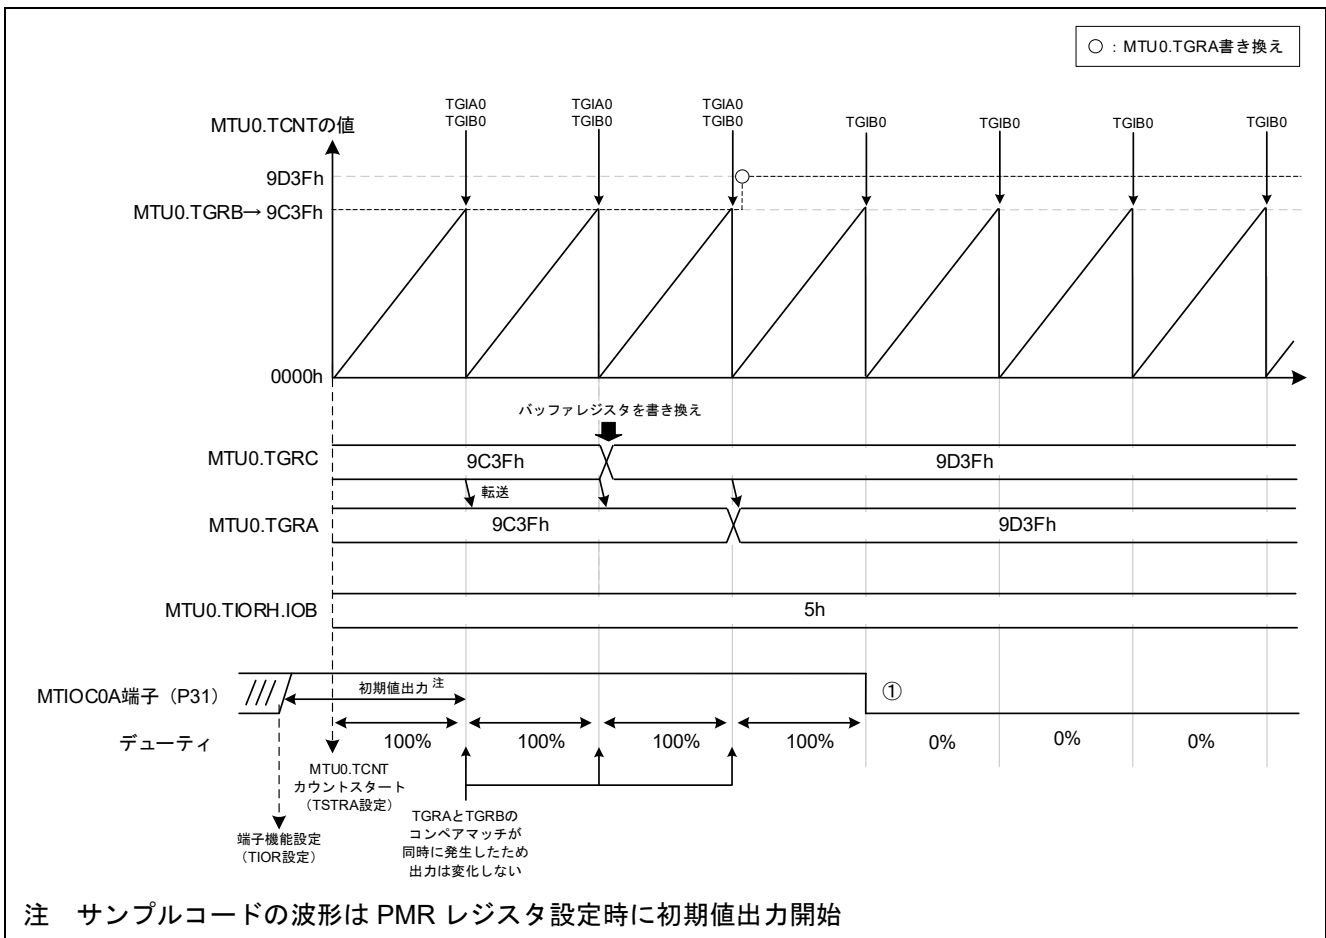 ○：MTU0.TGRA書き換え
TGIA0
TGIB0
TGIA0
TGIB0
TGIA0
TGIB0
TGIB0
TGIB0
TGIB0
TGIB0
MTU0.TCNTの値
9D3Fh
MTU0.TGRB→ 9C3Fh
0000h
バッファレジスタを書き換え
MTU0.TGRC
9C3Fh
9D3Fh
転送
MTU0.TGRA
9C3Fh
9D3Fh
MTU0.TIORH.IOB
5h
MTIOC0A端子（P31）
初期値出力 注
①
デューティ
100%
100%
100%
100%
0%
0%
0%
MTU0.TCNT
カウントスタート
（TSTRA設定）
端子機能設定
（TIOR設定）
TGRAとTGRBの
コンペアマッチが
同時に発生したため
出力は変化しない
注　サンプルコードの波形は PMR レジスタ設定時に初期値出力開始